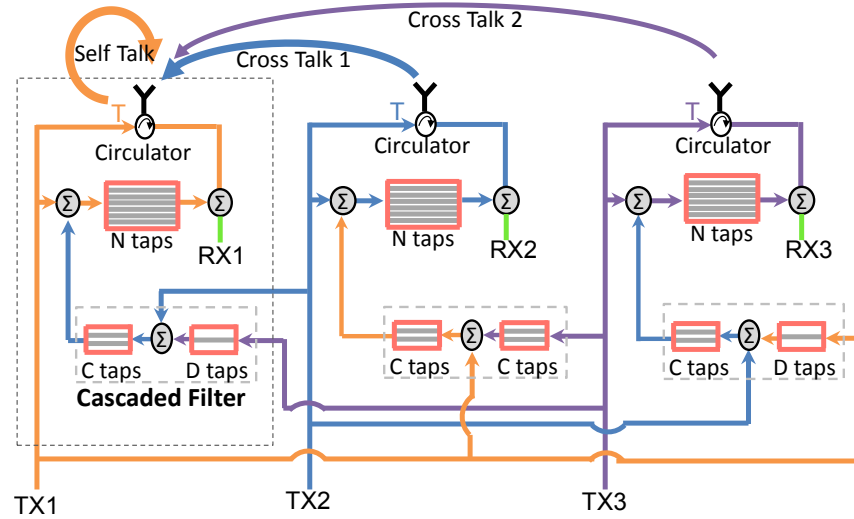 Cross Talk 2
Self Talk
Cross Talk 1
T
T
T
Circulator
Circulator
Circulator
Σ
Σ
Σ
Σ
Σ
Σ
N taps
N taps
N taps
RX1
RX2
RX3
Σ
Σ
Σ
C taps
D taps
C taps
C taps
C taps
D taps
Cascaded Filter
TX1
TX2
TX3